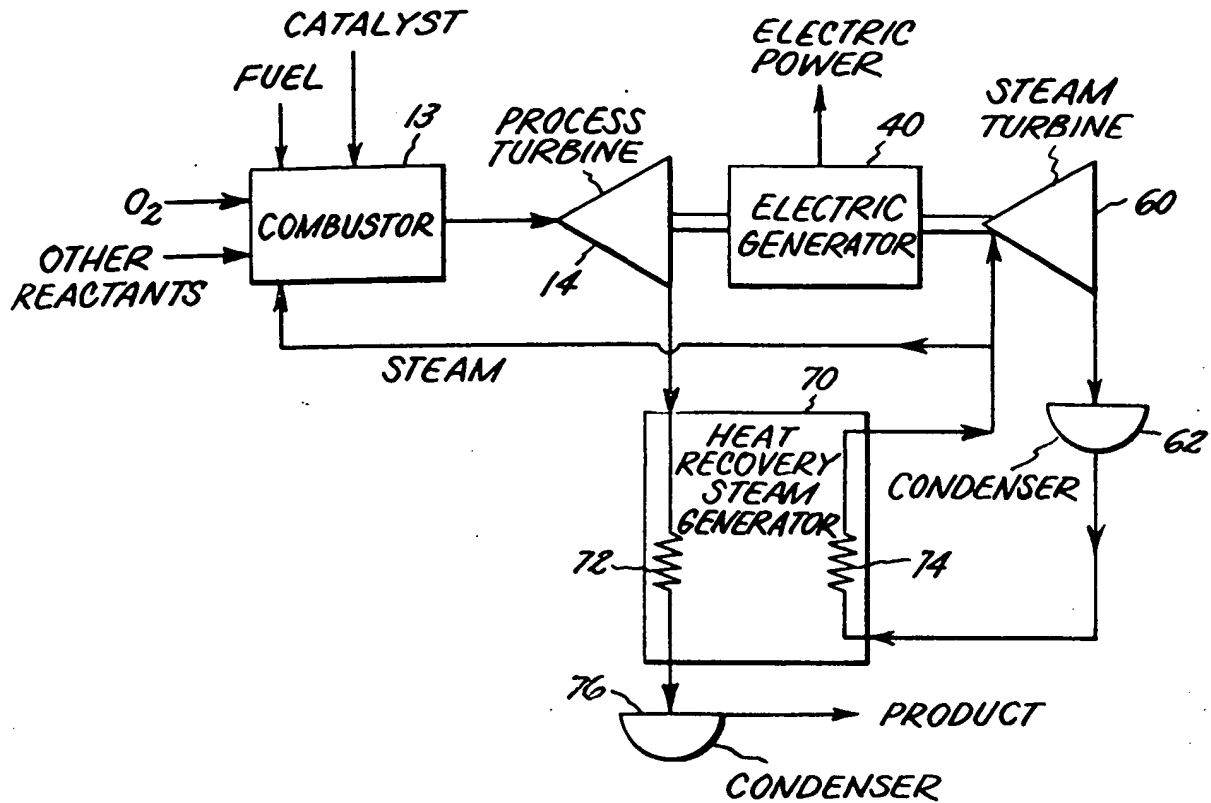 CATALYST
FUEL
13
O2
OTHER
REACTANTS
COMBUSTOR
PROCESS
TURBINE
14
ELECTRIC
POWER
40
ELECTRIC
GENERATOR
STEAM
TURBINE
60
STEAM
70
HEAT
RECOVERY
STEAM
GENERATOR
72
74
CONDENSER
62
76
PRODUCT
CONDENSER